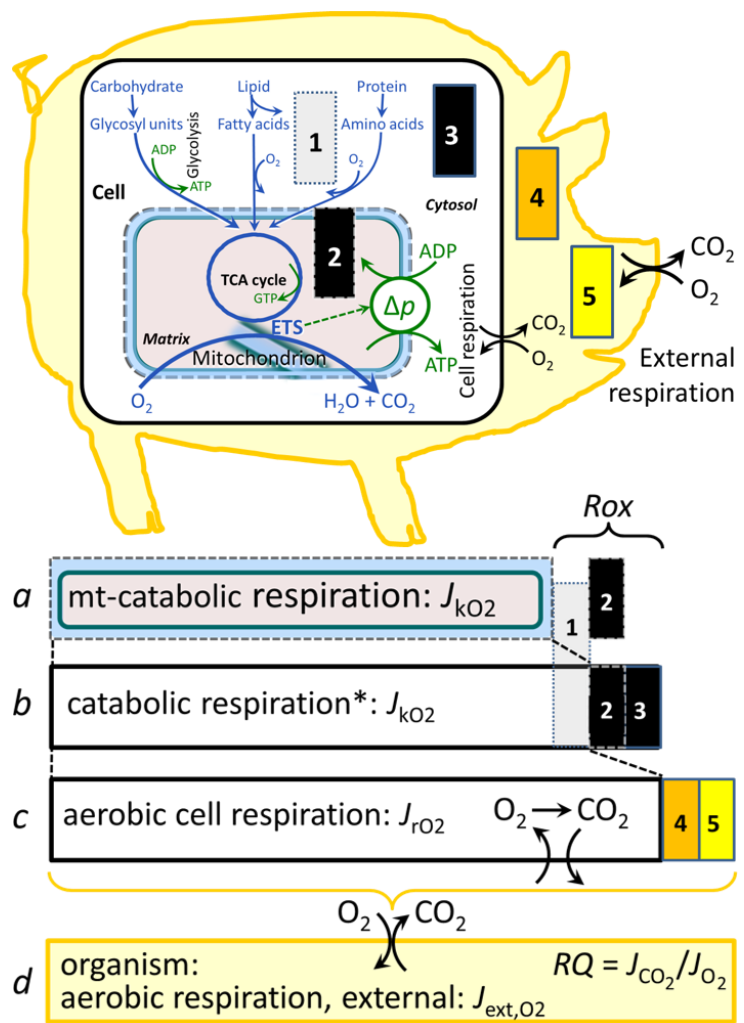 Carbohydrate Lipid Protein
Glycosyl units Fatty acids Amino acids
Glycolysis
ADP
ATP
O2
O2
1
3
4
5
Cell
Cytosol
2
TCA cycle
GTP
ADP
Δp
ETS
Matrix
Mitochondrion
ATP
O2
H2O + CO2
Cell respiration
CO2
O2
CO2
O2
External
respiration
Rox
a mt-catabolic respiration: JkO2 1 2
b catabolic respiration*: JkO2 2 3
c aerobic cell respiration: JrO2 O2 → CO2 4 5
O2 CO2
d organism: RQ = JCO2/JO2
aerobic respiration, external: Jext,O2